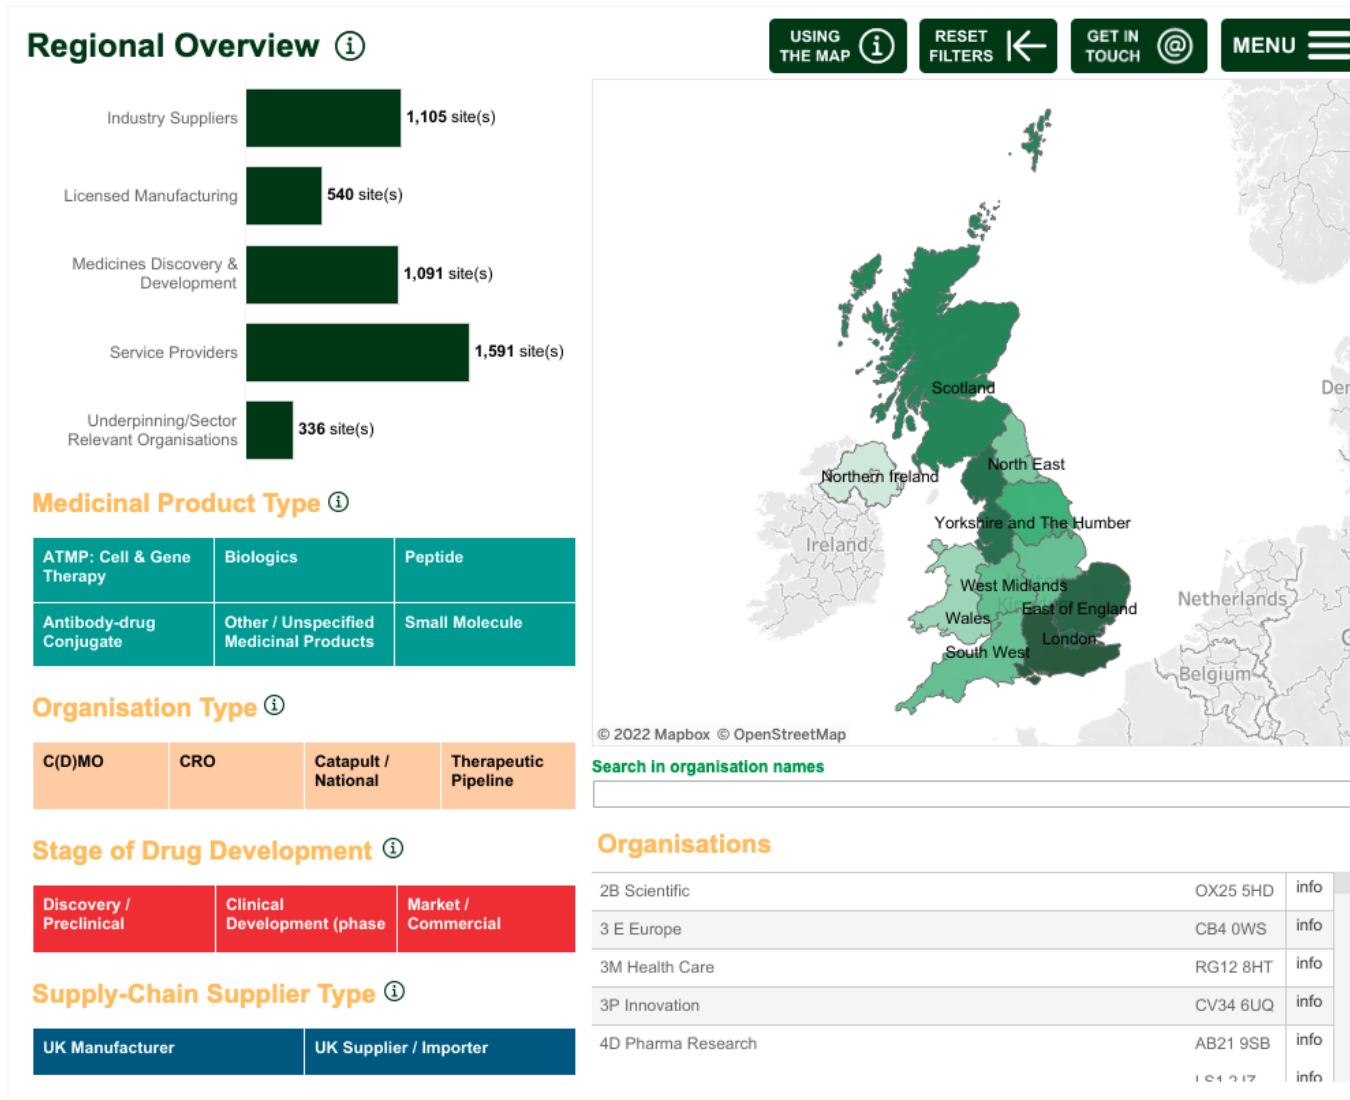 Regional Overview
USING
THE MAP
RESET
FILTERS
GET IN
TOUCH
MENU
Industry Suppliers
1,105 site(s)
Licensed Manufacturing
540 site(s)
Medicines Discovery &
Development
1,091 site(s)
Service Providers
1,591 site(s)
Underpinning/Sector
Relevant Organisations
336 site(s)
Medicinal Product Type
ATMP: Cell & Gene
Therapy
Biologics
Peptide
Antibody-drug
Conjugate
Other / Unspecified
Medicinal Products
Small Molecule
Organisation Type
C(D)MO
CRO
Catapult /
National
Therapeutic
Pipeline
Stage of Drug Development
Discovery /
Preclinical
Clinical
Development (phase
Market /
Commercial
Supply-Chain Supplier Type
UK Manufacturer
UK Supplier / Importer
Scotland
North East
Northern Ireland
Yorkshire and The Humber
Ireland
West Midlands
East of England
Wales
London
South West
Netherlands
Belgium
Der
© 2022 Mapbox © OpenStreetMap
Search in organisation names
Organisations
2B Scientific OX25 5HD info
3 E Europe CB4 0WS info
3M Health Care RG12 8HT info
3P Innovation CV34 6UQ info
4D Pharma Research AB21 9SB info
info